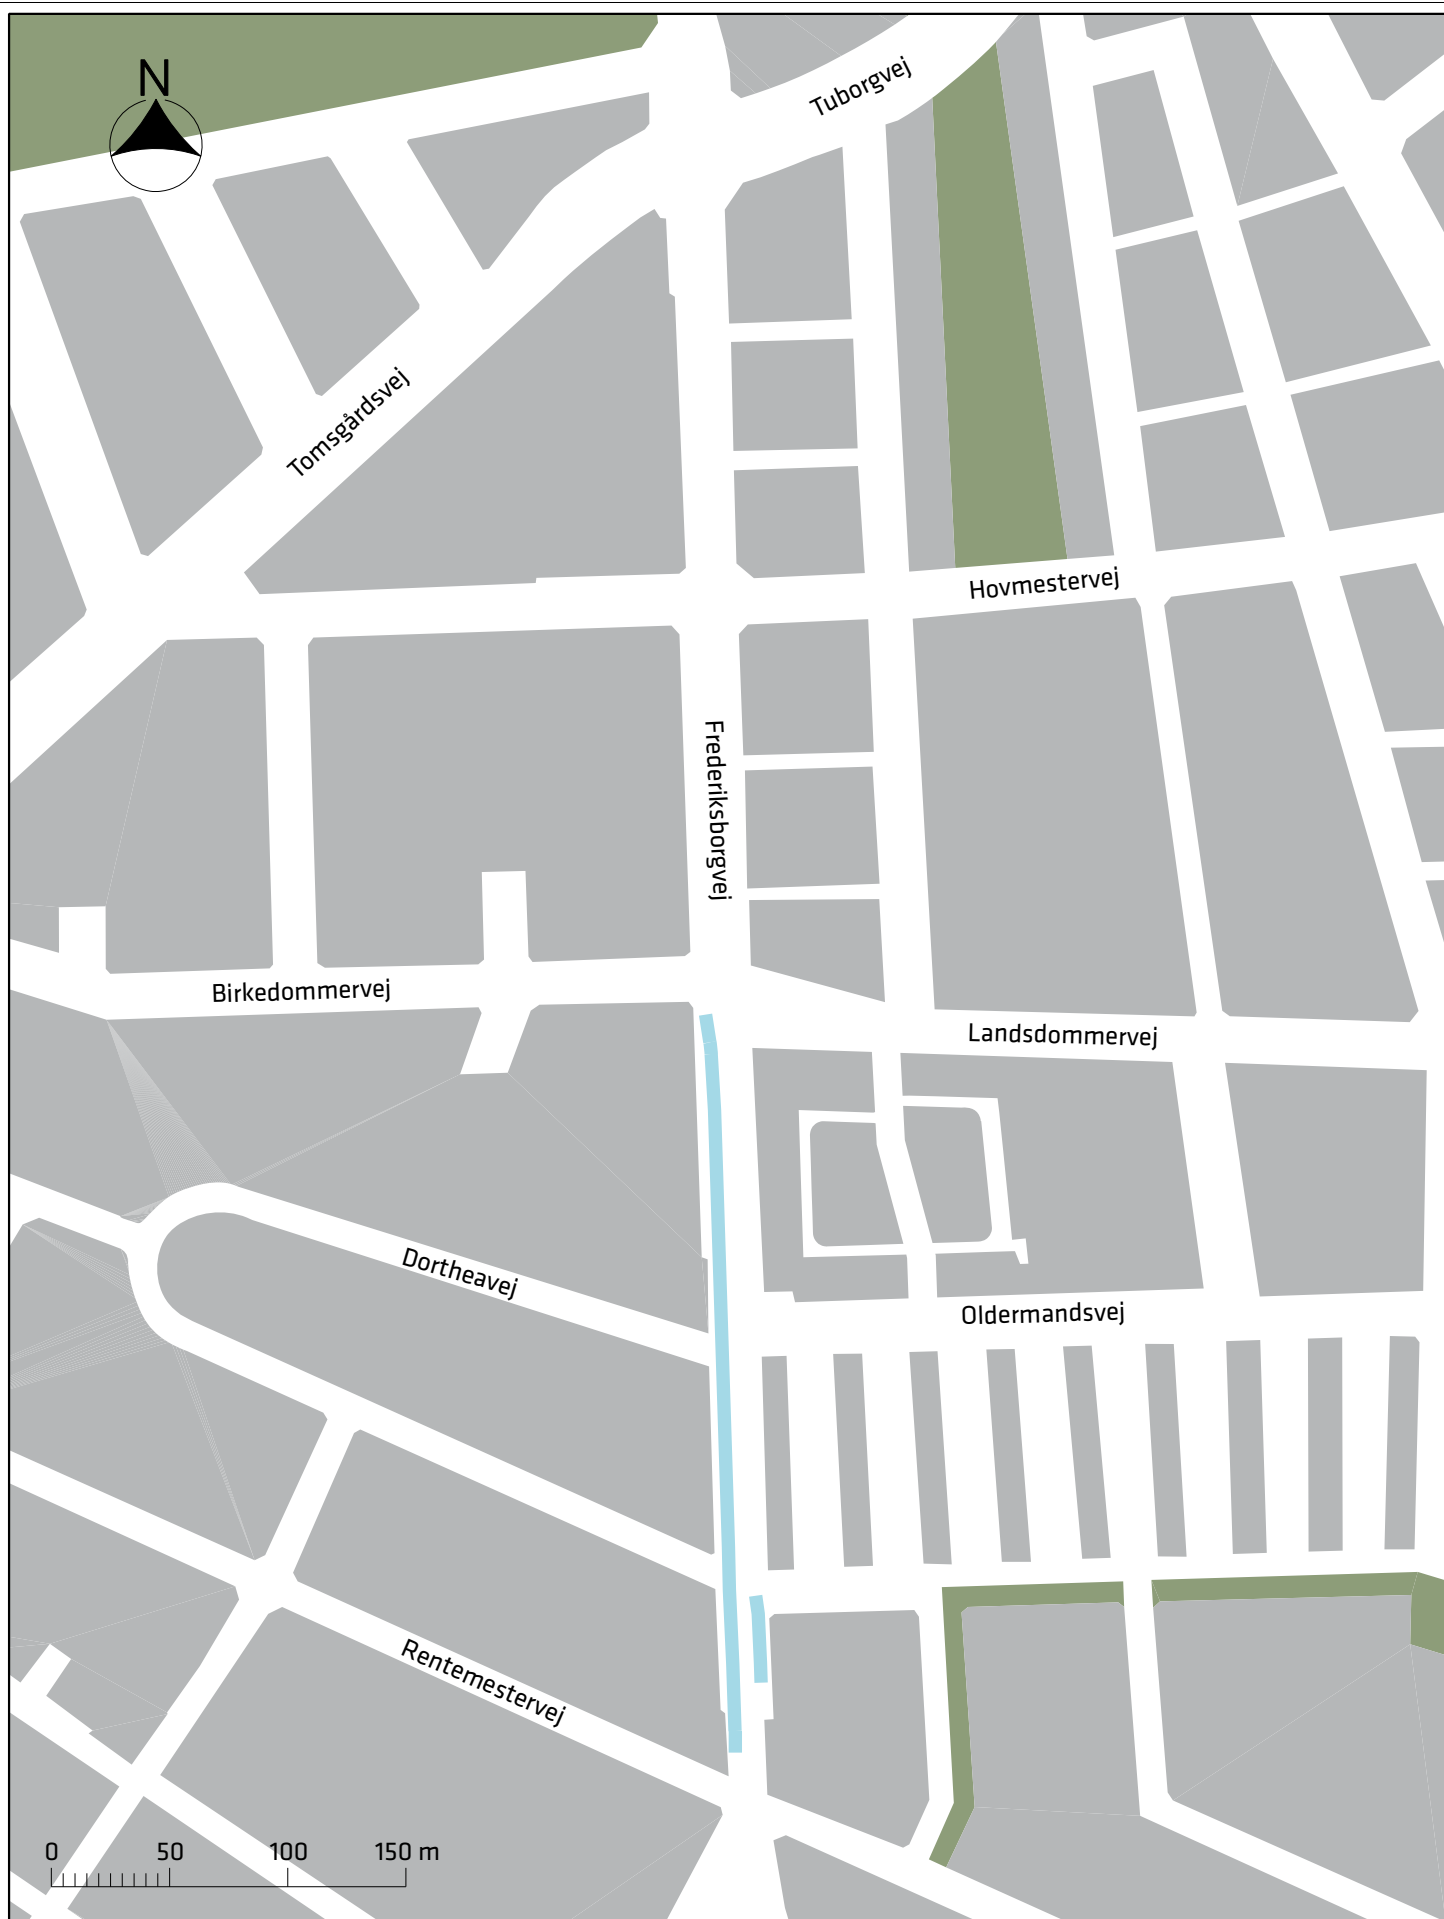 N
Tuborgvej
Tomsgårdsvej
Hovmestervej
Frederiksborgvej
Birkedommervej
Landsdommervej
Dortheavej
Oldermandsvej
Rentemestervej
0 50 100 150 m